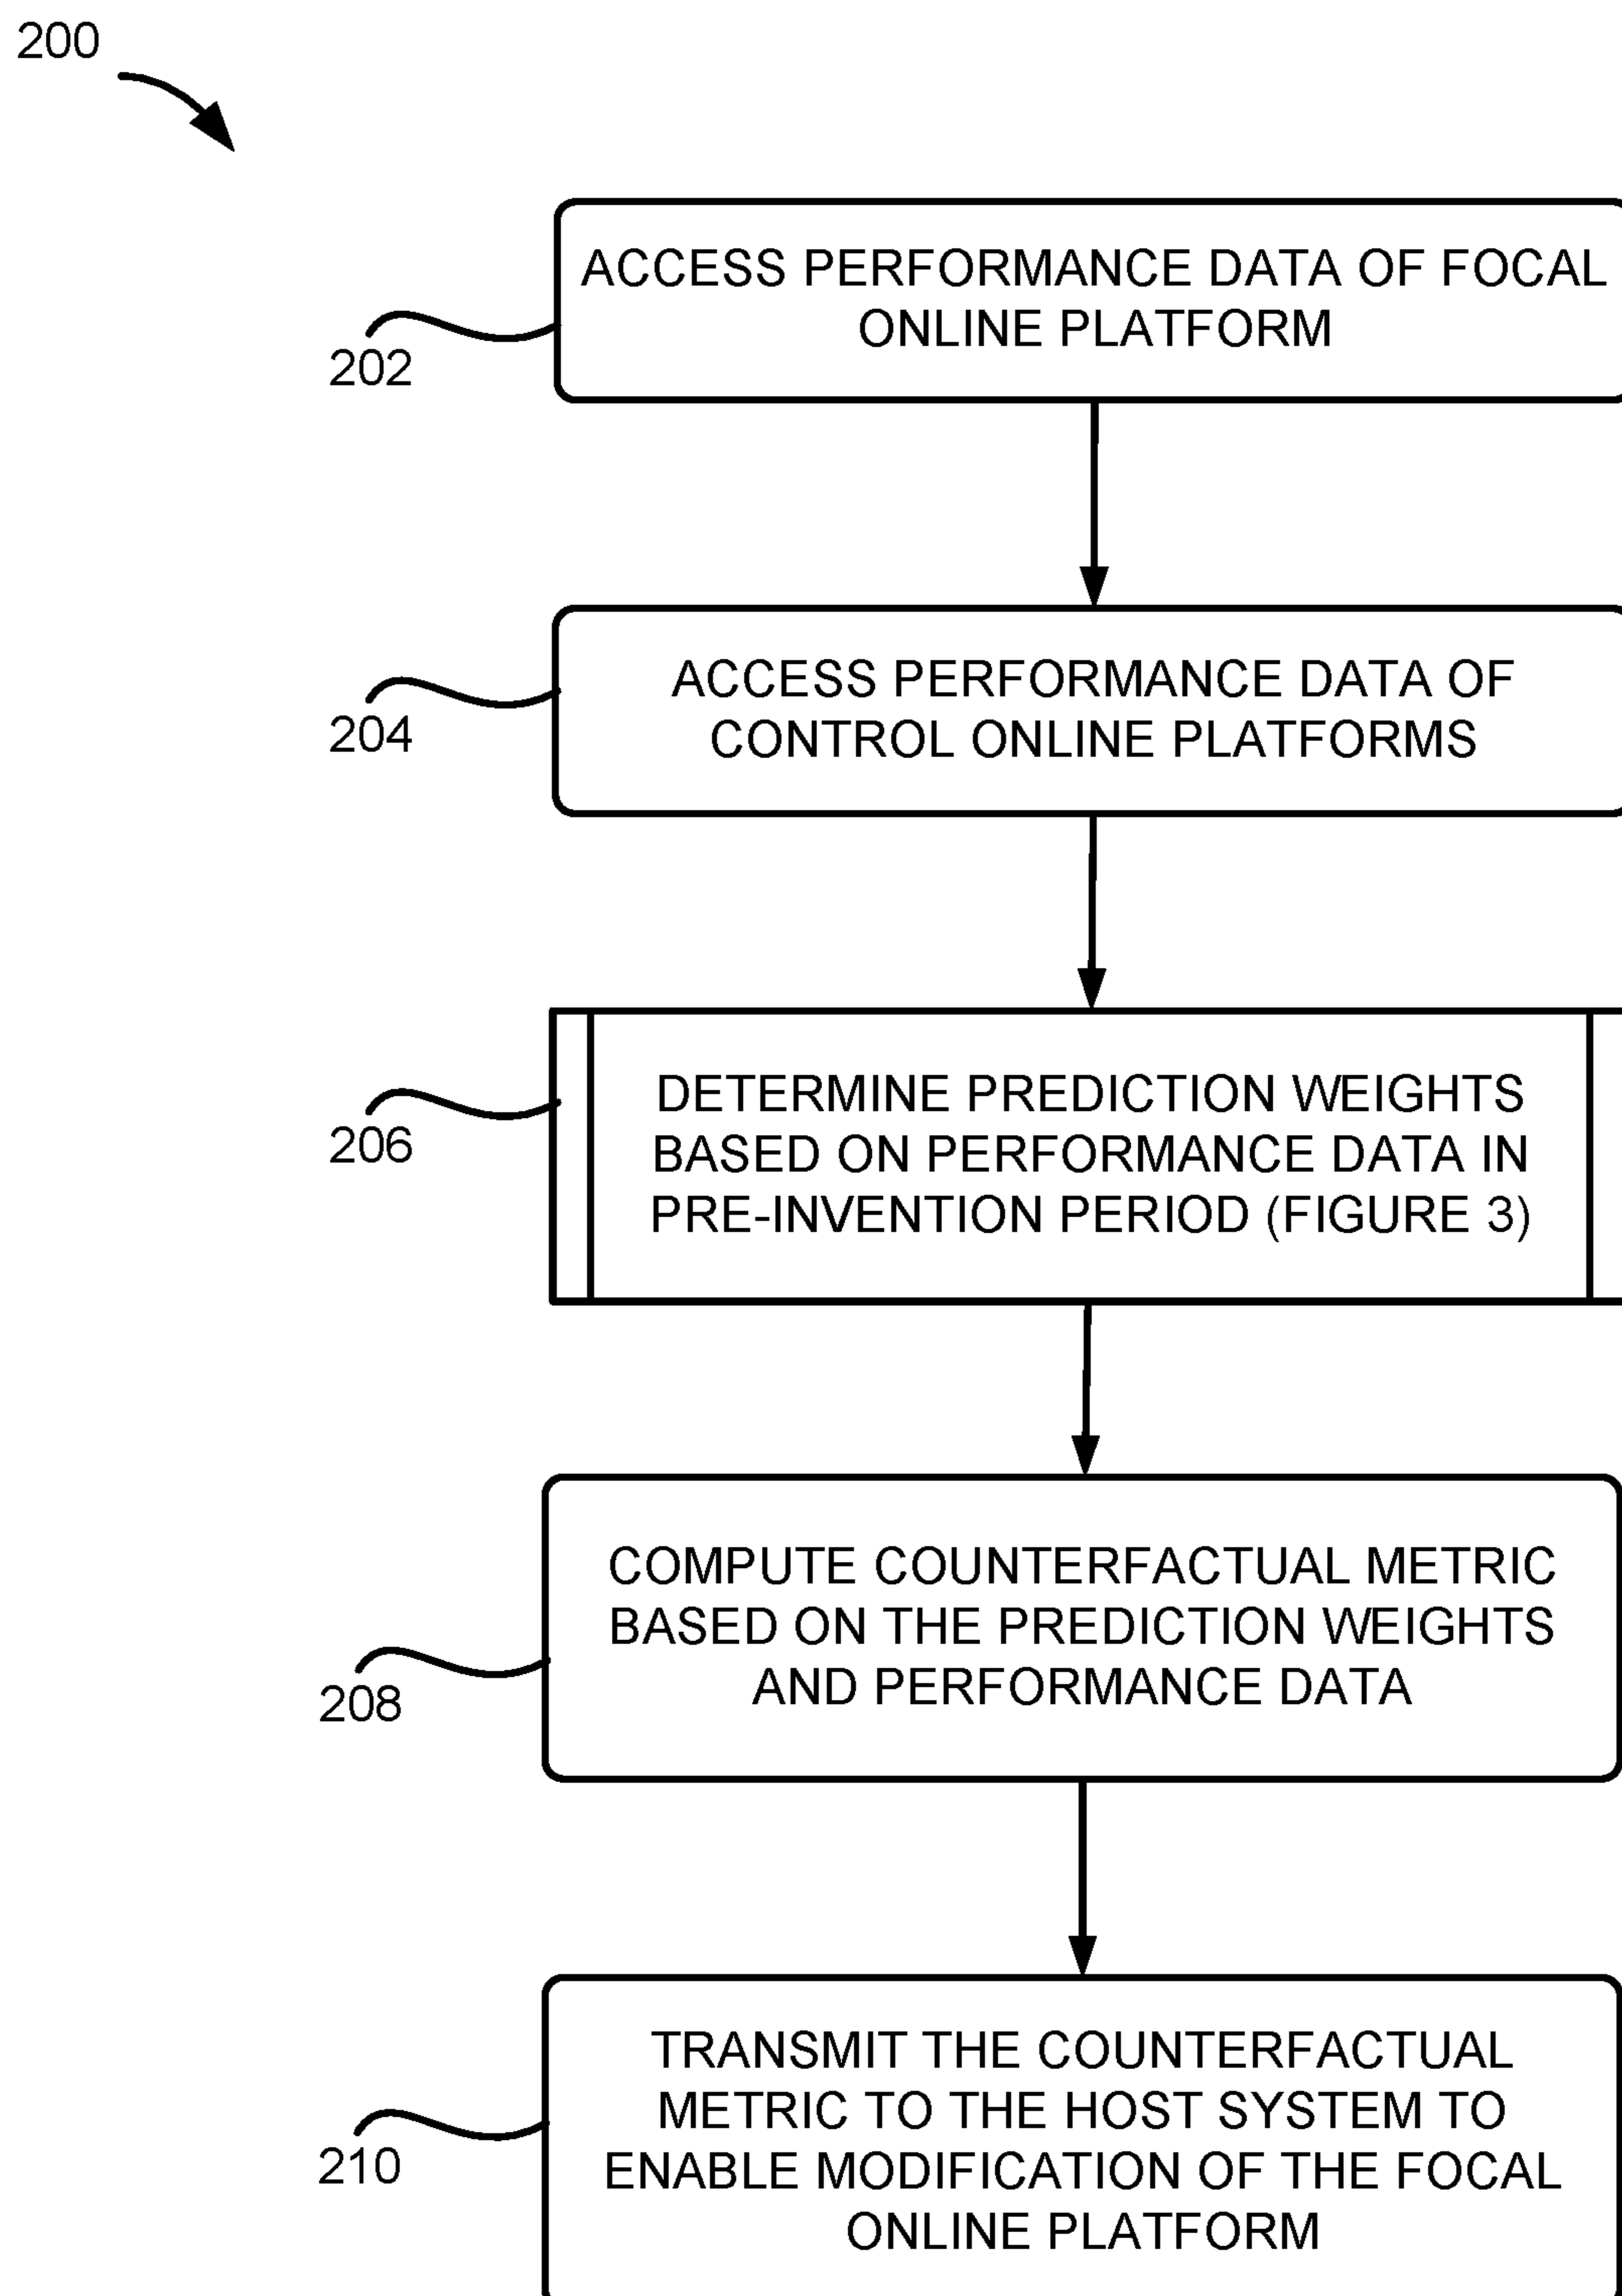 200
ACCESS PERFORMANCE DATA OF FOCAL
ONLINE PLATFORM
202
ACCESS PERFORMANCE DATA OF
CONTROL ONLINE PLATFORMS
204
DETERMINE PREDICTION WEIGHTS
BASED ON PERFORMANCE DATA IN
PRE-INVENTION PERIOD (FIGURE 3)
206
COMPUTE COUNTERFACTUAL METRIC
BASED ON THE PREDICTION WEIGHTS
AND PERFORMANCE DATA
208
TRANSMIT THE COUNTERFACTUAL
METRIC TO THE HOST SYSTEM TO
ENABLE MODIFICATION OF THE FOCAL
ONLINE PLATFORM
210